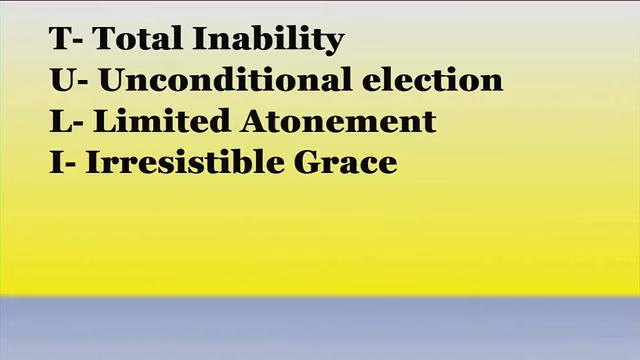 T- Total Inability
U- Unconditional election
L- Limited Atonement
I- Irresistible Grace